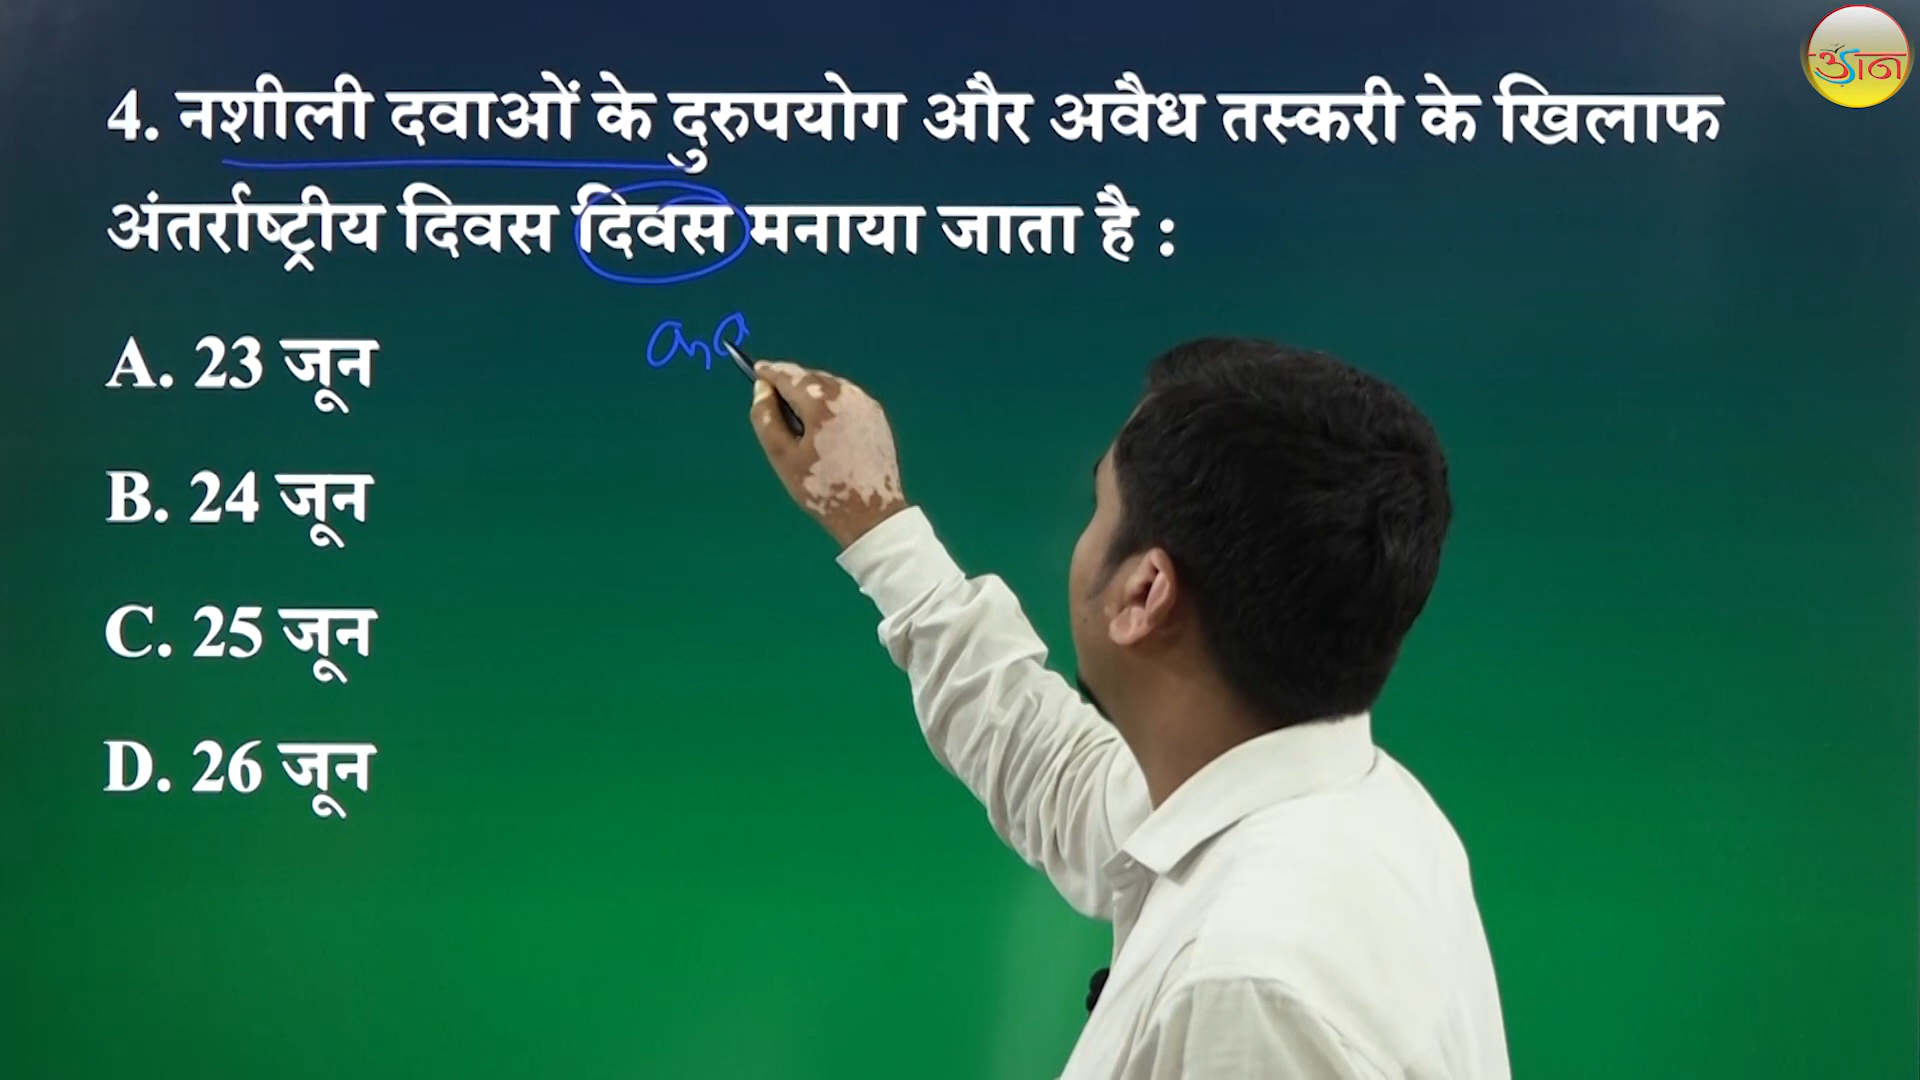 4. नशीली दवाओं के दुरुपयोग और अवैध तस्करी के खिलाफ
अंतर्राष्ट्रीय दिवस दिवस मनाया जाता है :
A. 23 जून
B. 24 जून
C. 25 जून
D. 26 जून